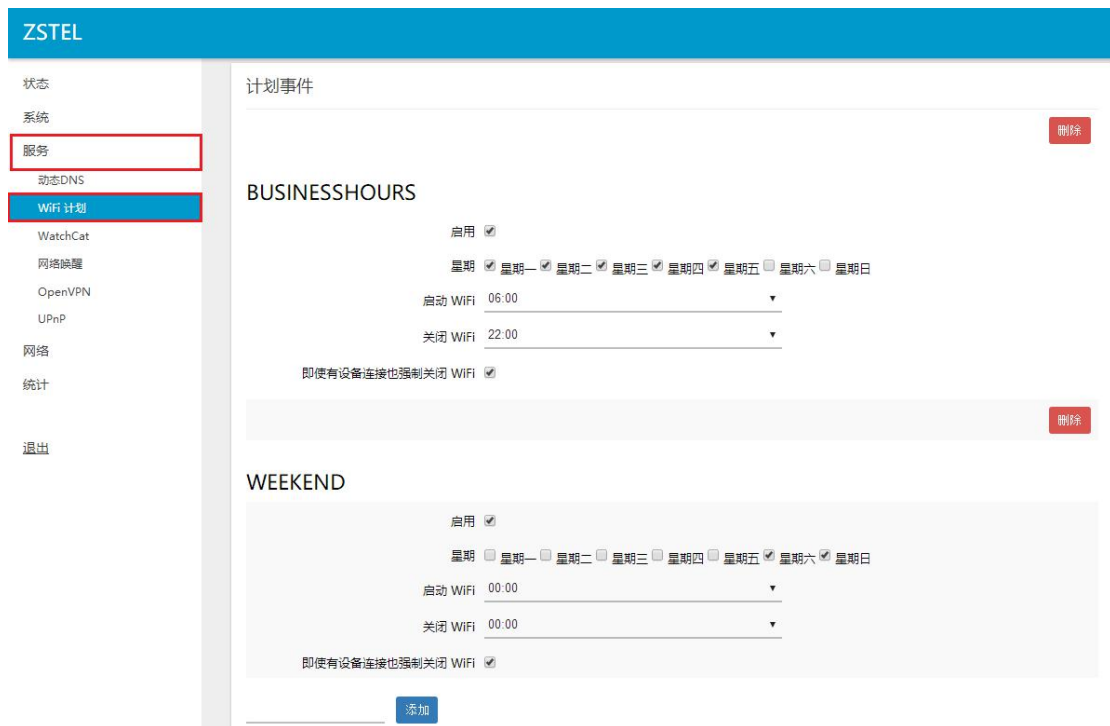 ZSTEL
状态
系统
服务
动态DNS
WiFi 计划
WatchCat
网络唤醒
OpenVPN
UPnP
网络
统计
退出
计划事件
删除
BUSINESSHOURS
启用
星期 星期一 星期二 星期三 星期四 星期五 星期六 星期日
启动 WiFi 06:00
关闭 WiFi 22:00
即使有设备连接也强制关闭 WiFi
删除
WEEKEND
启用
星期 星期一 星期二 星期三 星期四 星期五 星期六 星期日
启动 WiFi 00:00
关闭 WiFi 00:00
即使有设备连接也强制关闭 WiFi
添加